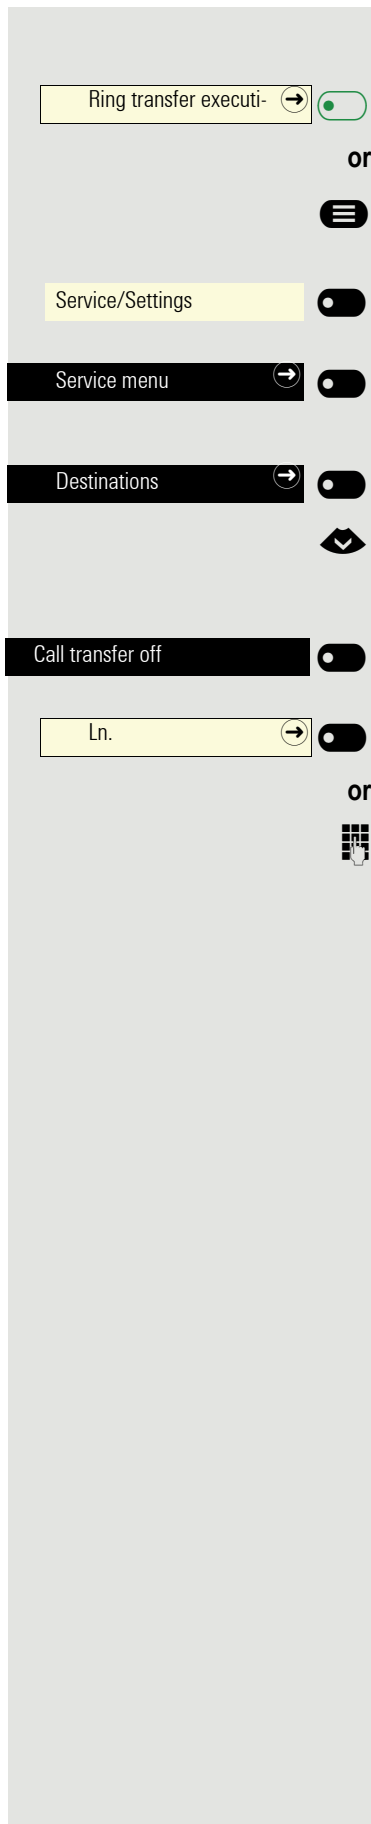 Ring transfer executi-
or
Service/Settings
Service menu
Destinations
Call transfer off
Ln.
or